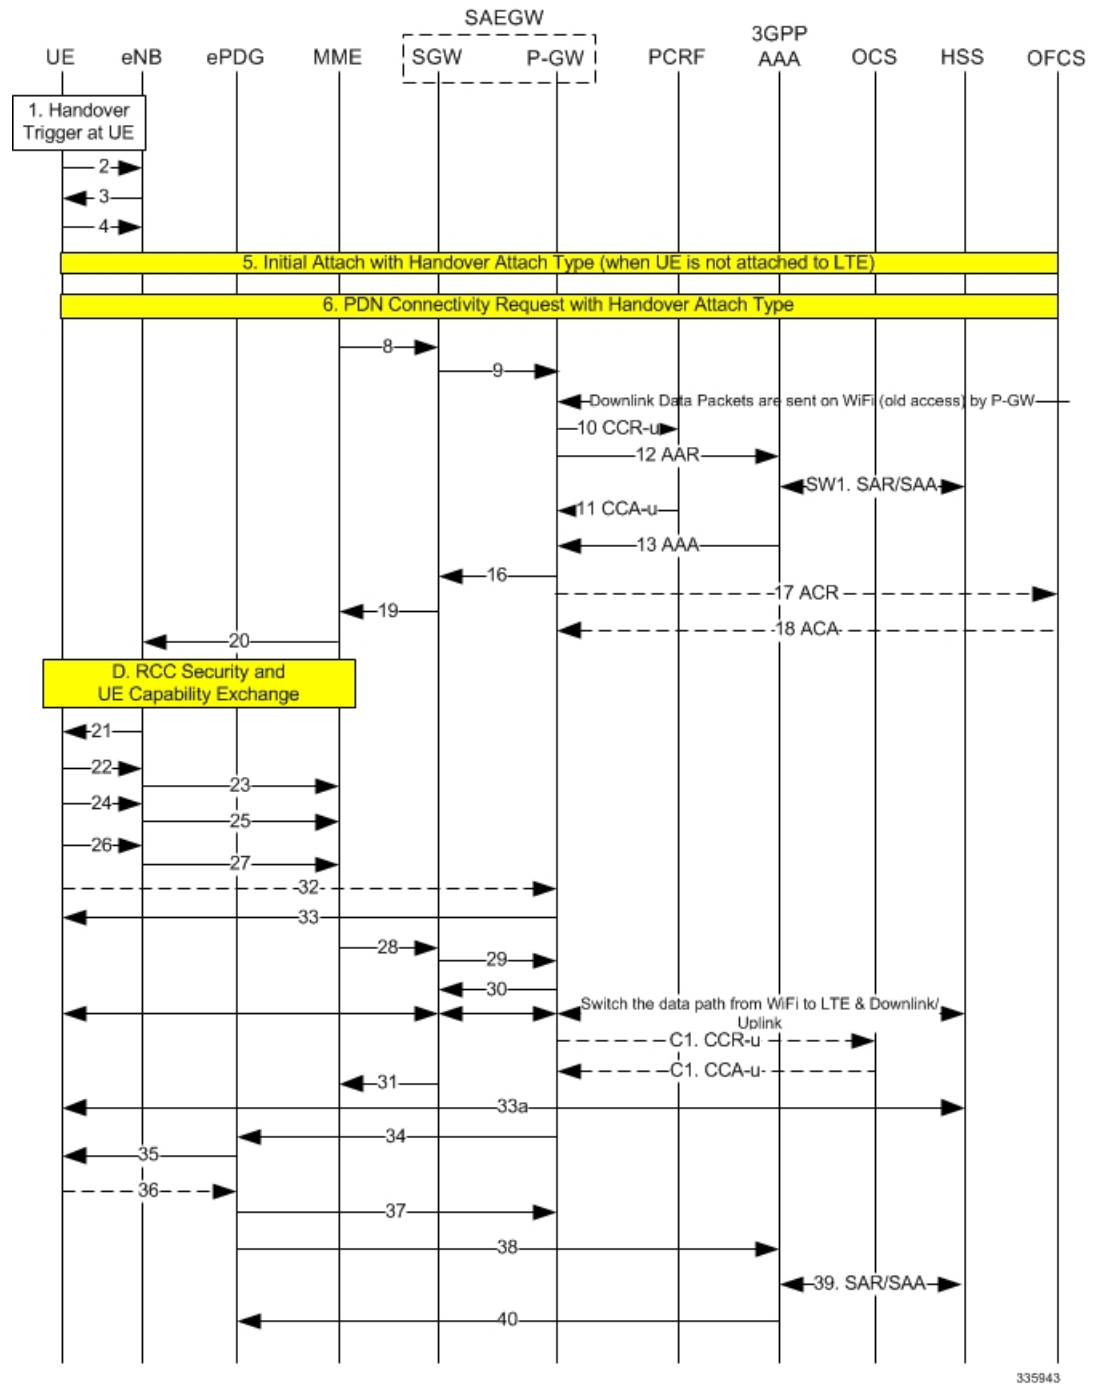 SAEGW
UE eNB ePDG MME SGW P-GW PCRF 3GPP AAA OCS HSS OFCS
1. Handover
Trigger at UE
2
3
4
5. Initial Attach with Handover Attach Type (when UE is not attached to LTE)
6. PDN Connectivity Request with Handover Attach Type
8
9
Downlink Data Packets are sent on WiFi (old access) by P-GW
10 CCR-u
12 AAR
SW1. SAR/SAA
11 CCA-u
13 AAA
16
17 ACR
19
18 ACA
20
D. RCC Security and
UE Capability Exchange
21
22
23
24
25
26
27
32
33
28
29
30
Switch the data path from WiFi to LTE & Downlink/
Uplink
C1. CCR-u
C1. CCA-u
31
33a
34
35
36
37
38
39. SAR/SAA
40
335943